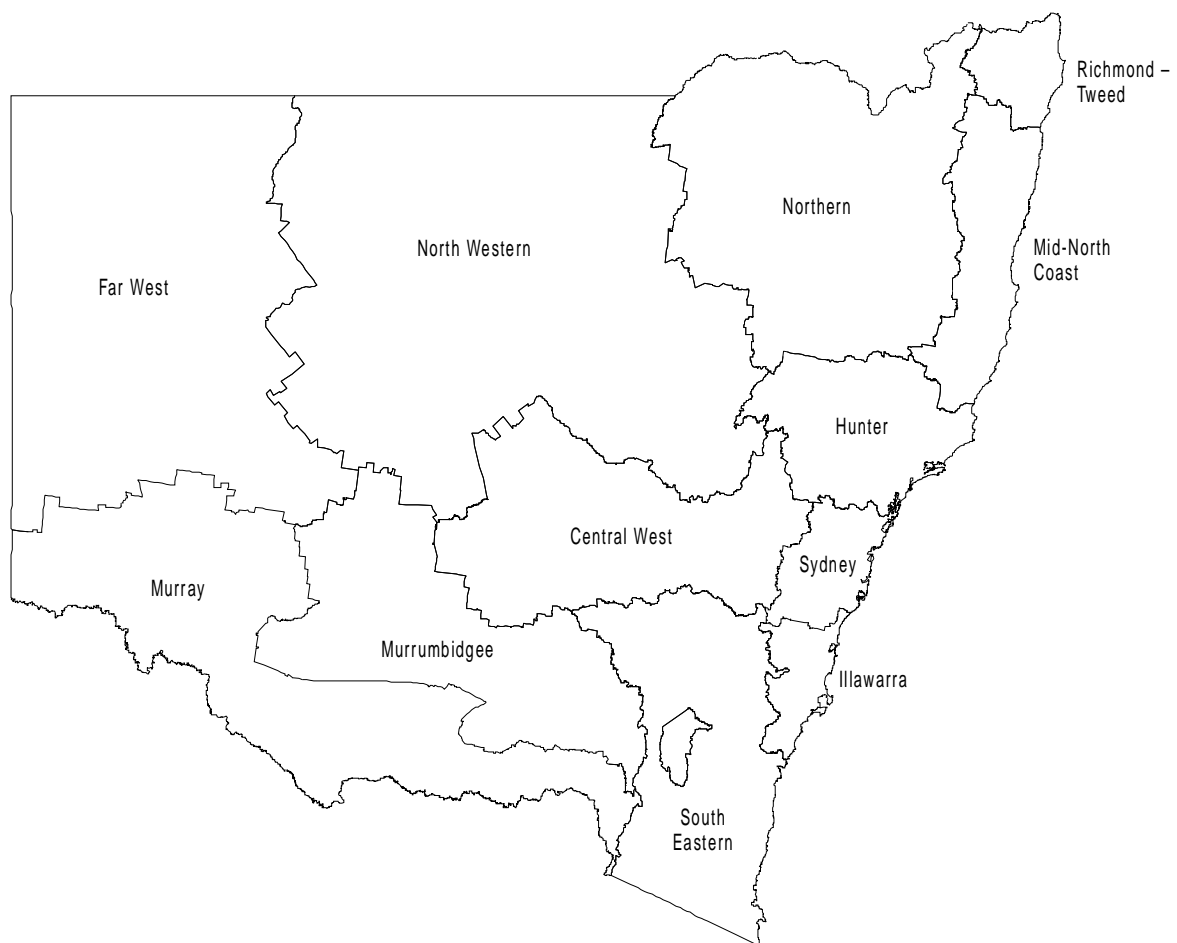 Richmond –
Tweed
Northern
North Western
Mid-North
Coast
Far West
Hunter
Central West
Sydney
Murray
Murrumbidgee
Illawarra
South
Eastern